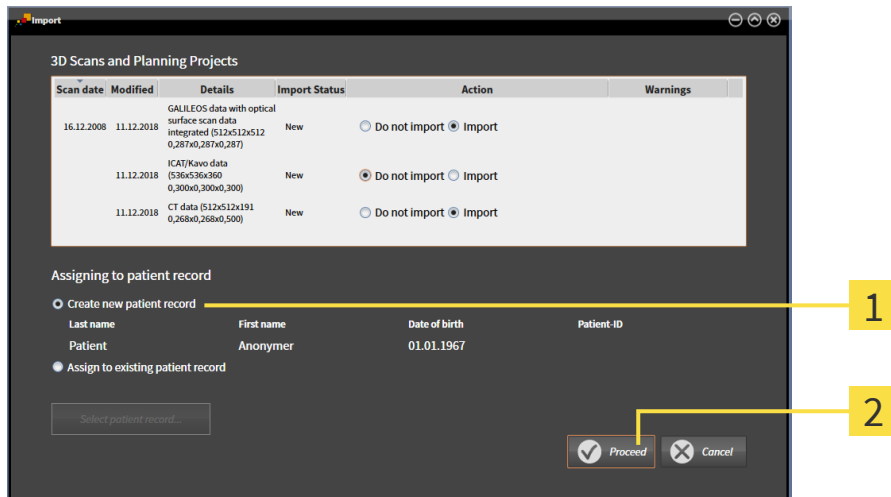 Import
3D Scans and Planning Projects
Scan date Modified Details Import Status Action Warnings
GALILEOS data with optical
surface scan data
16.12.2008 11.12.2018 integrated (512x512x512 New Do not import Import
0,287x0,287x0,287)
ICAT/Kavo data
11.12.2018 (536x536x360 New Do not import Import
0,300x0,300x0,300)
11.12.2018 CT data (512x512x191 New Do not import Import
0,268x0,268x0,500)
Assigning to patient record
Create new patient record 1
Last name First name Date of birth Patient-ID
Patient Anonymer 01.01.1967
Assign to existing patient record
Select patient record... 2
Proceed Cancel